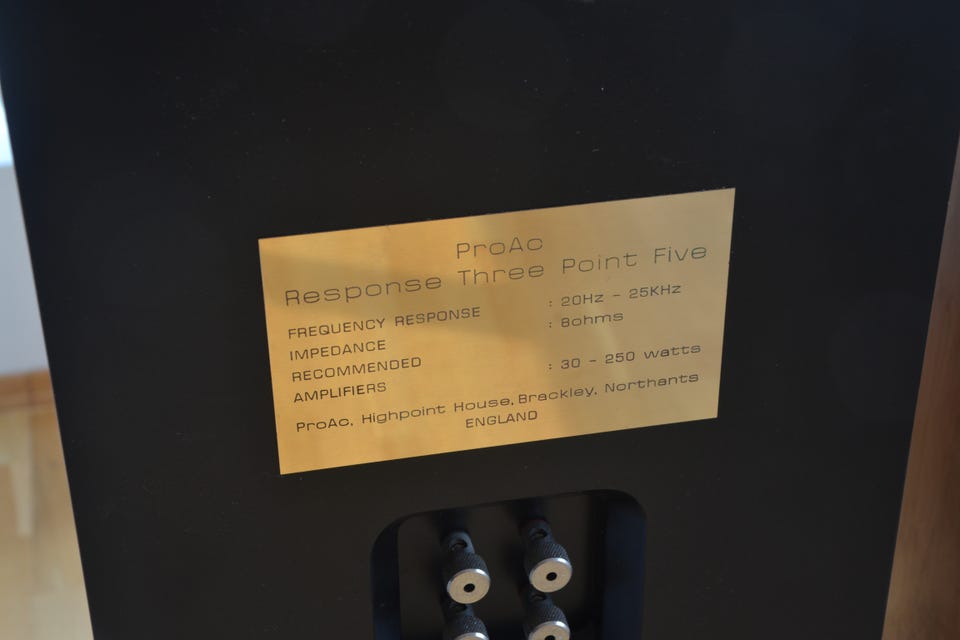 ProAc
Response Three Point Five
FREQUENCY RESPONSE : 20Hz - 25KHz
IMPEDANCE : 8ohms
RECOMMENDED
AMPLIFIERS : 30 - 250 watts
ProAc, Highpoint House, Brackley, Northants
ENGLAND